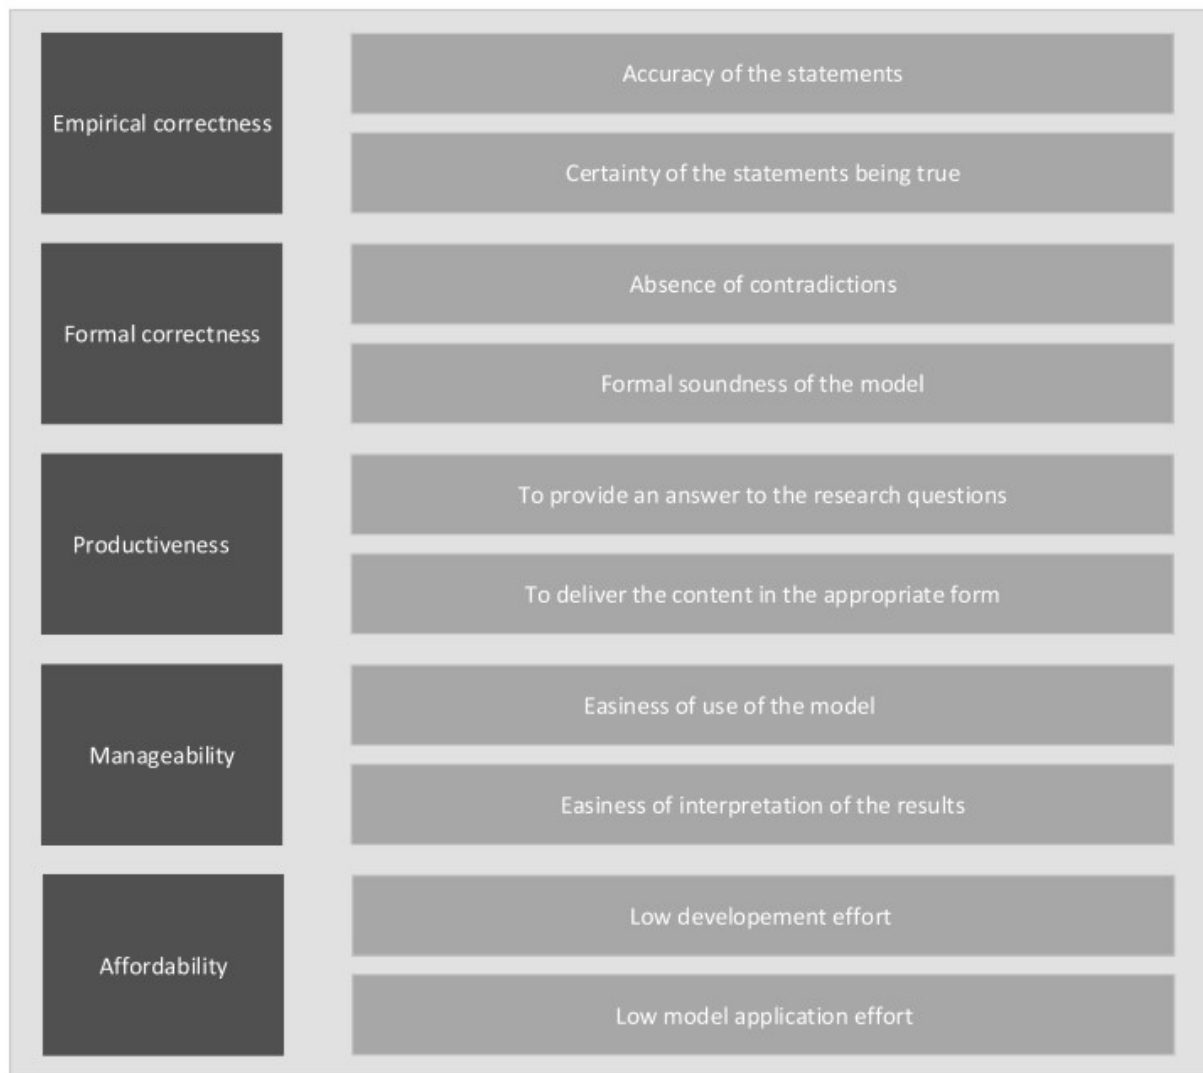 Empirical correctness
Accuracy of the statements
Certainty of the statements being true
Formal correctness
Absence of contradictions
Formal soundness of the model
Productiveness
To provide an answer to the research questions
To deliver the content in the appropriate form
Manageability
Easiness of use of the model
Easiness of interpretation of the results
Affordability
Low developement effort
Low model application effort